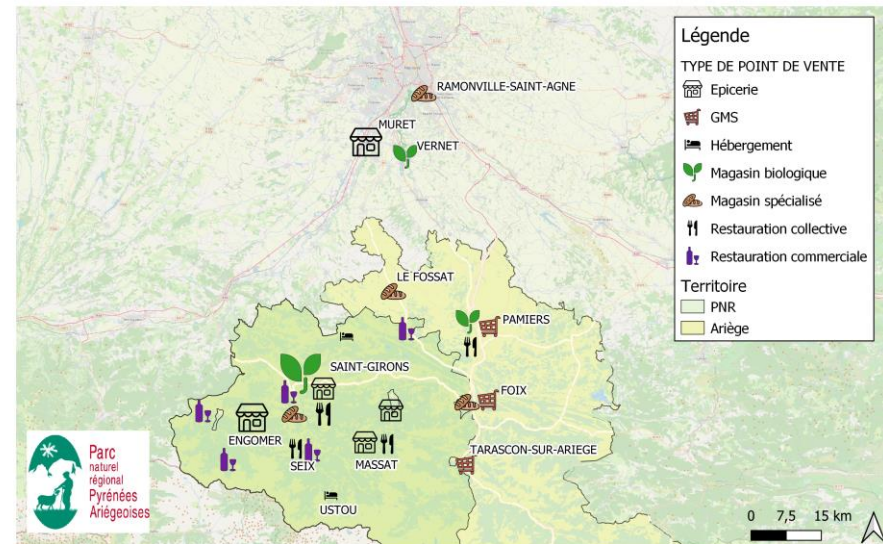 RAMONVILLE-SAINT-AGNE
MURET
VERNET
LE FOSSAT
PAMIERS
SAINT-GIRONS
FOIX
ENGOMER
SEIX
MASSAT
TARASCON-SUR-ARIEGE
USTOU
Légende
TYPE DE POINT DE VENTE
Epicerie
GMS
Hébergement
Magasin biologique
Magasin spécialisé
Restauration collective
Restauration commerciale
Territoire
PNR
Ariège
Parc
naturel
régional
Pyrénées
Ariégeoises
0 7,5 15 km